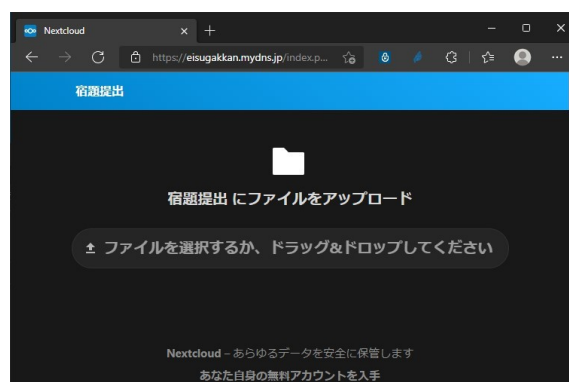 Nextcloud
https://eisugakkan.mydns.jp/index.p...
宿題提出
宿題提出 にファイルをアップロード
ファイルを選択するか、ドラッグ&ドロップしてください
Nextcloud – あらゆるデータを安全に保管します
あなた自身の無料アカウントを入手